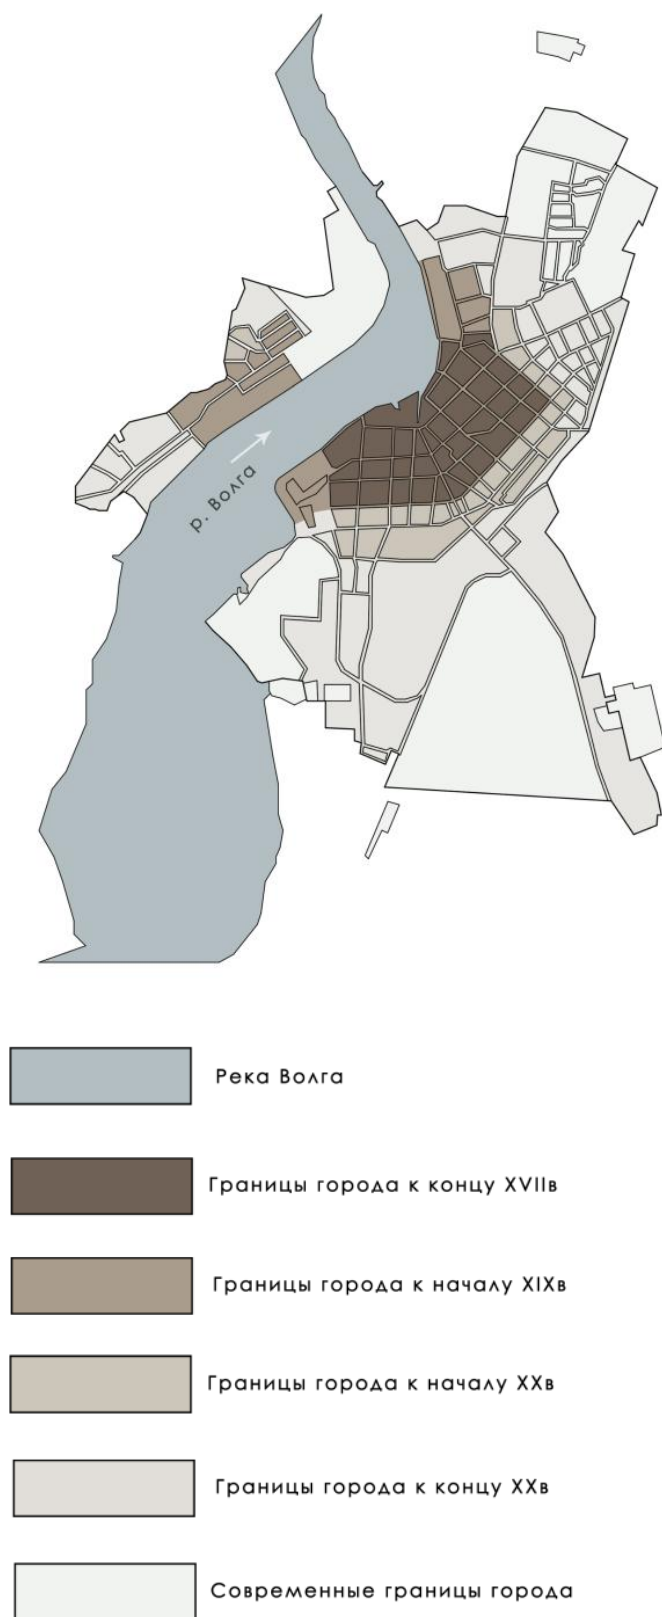 р. Волга
Река Волга
Границы города к концу XVIIв
Границы города к началу XIXв
Границы города к началу XXв
Границы города к концу XXв
Современные границы города